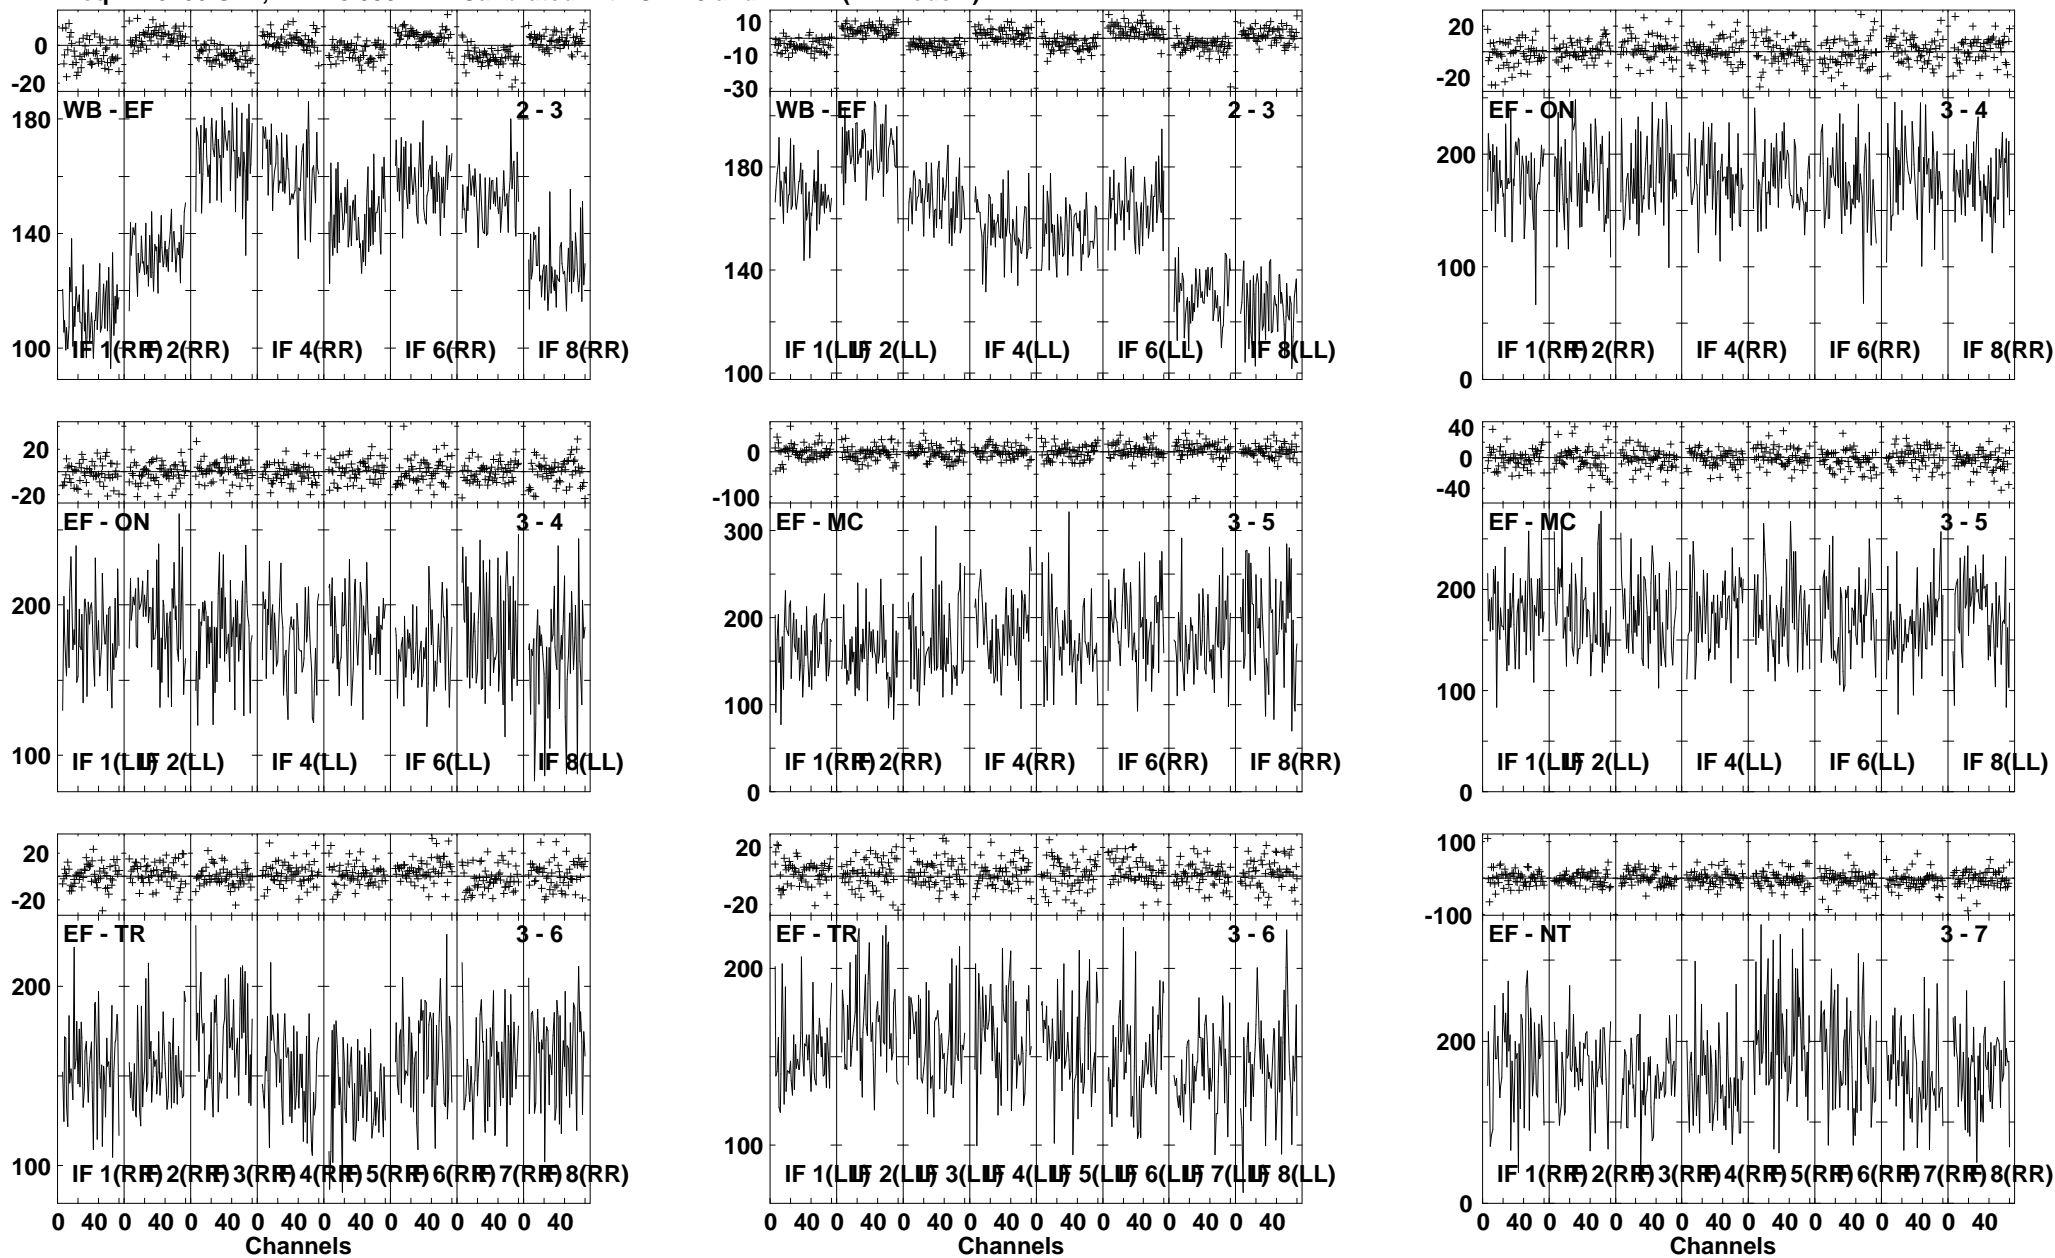 0
-20
WB - EF 2 - 3
180
140
100
IF 1(RR) IF 2(RR) IF 4(RR) IF 6(RR) IF 8(RR)
10
-10
-30
WB - EF 2 - 3
180
140
100
IF 1(LL) IF 2(LL) IF 4(LL) IF 6(LL) IF 8(LL)
20
-20
EF - ON 3 - 4
200
100
0
IF 1(RR) IF 2(RR) IF 4(RR) IF 6(RR) IF 8(RR)
20
-20
EF - ON 3 - 4
200
100
IF 1(LL) IF 2(LL) IF 4(LL) IF 6(LL) IF 8(LL)
0
-100
EF - MC 3 - 5
300
200
100
0
IF 1(RR) IF 2(RR) IF 4(RR) IF 6(RR) IF 8(RR)
40
0
-40
EF - MC 3 - 5
200
100
0
IF 1(LL) IF 2(LL) IF 4(LL) IF 6(LL) IF 8(LL)
20
-20
EF - TR 3 - 6
200
100
IF 1(RR) IF 2(RR) IF 3(RR) IF 4(RR) IF 5(RR) IF 6(RR) IF 7(RR) IF 8(RR)
0 40 0 40 0 40 0 40 0 40 0 40 0 40 0 40
Channels
20
-20
EF - TR 3 - 6
200
100
IF 1(LL) IF 2(LL) IF 3(LL) IF 4(LL) IF 5(LL) IF 6(LL) IF 7(LL) IF 8(LL)
0 40 0 40 0 40 0 40 0 40 0 40 0 40 0 40
Channels
100
-100
EF - NT 3 - 7
200
0
IF 1(RR) IF 2(RR) IF 3(RR) IF 4(RR) IF 5(RR) IF 6(RR) IF 7(RR) IF 8(RR)
0 40 0 40 0 40 0 40 0 40 0 40 0 40 0 40
Channels